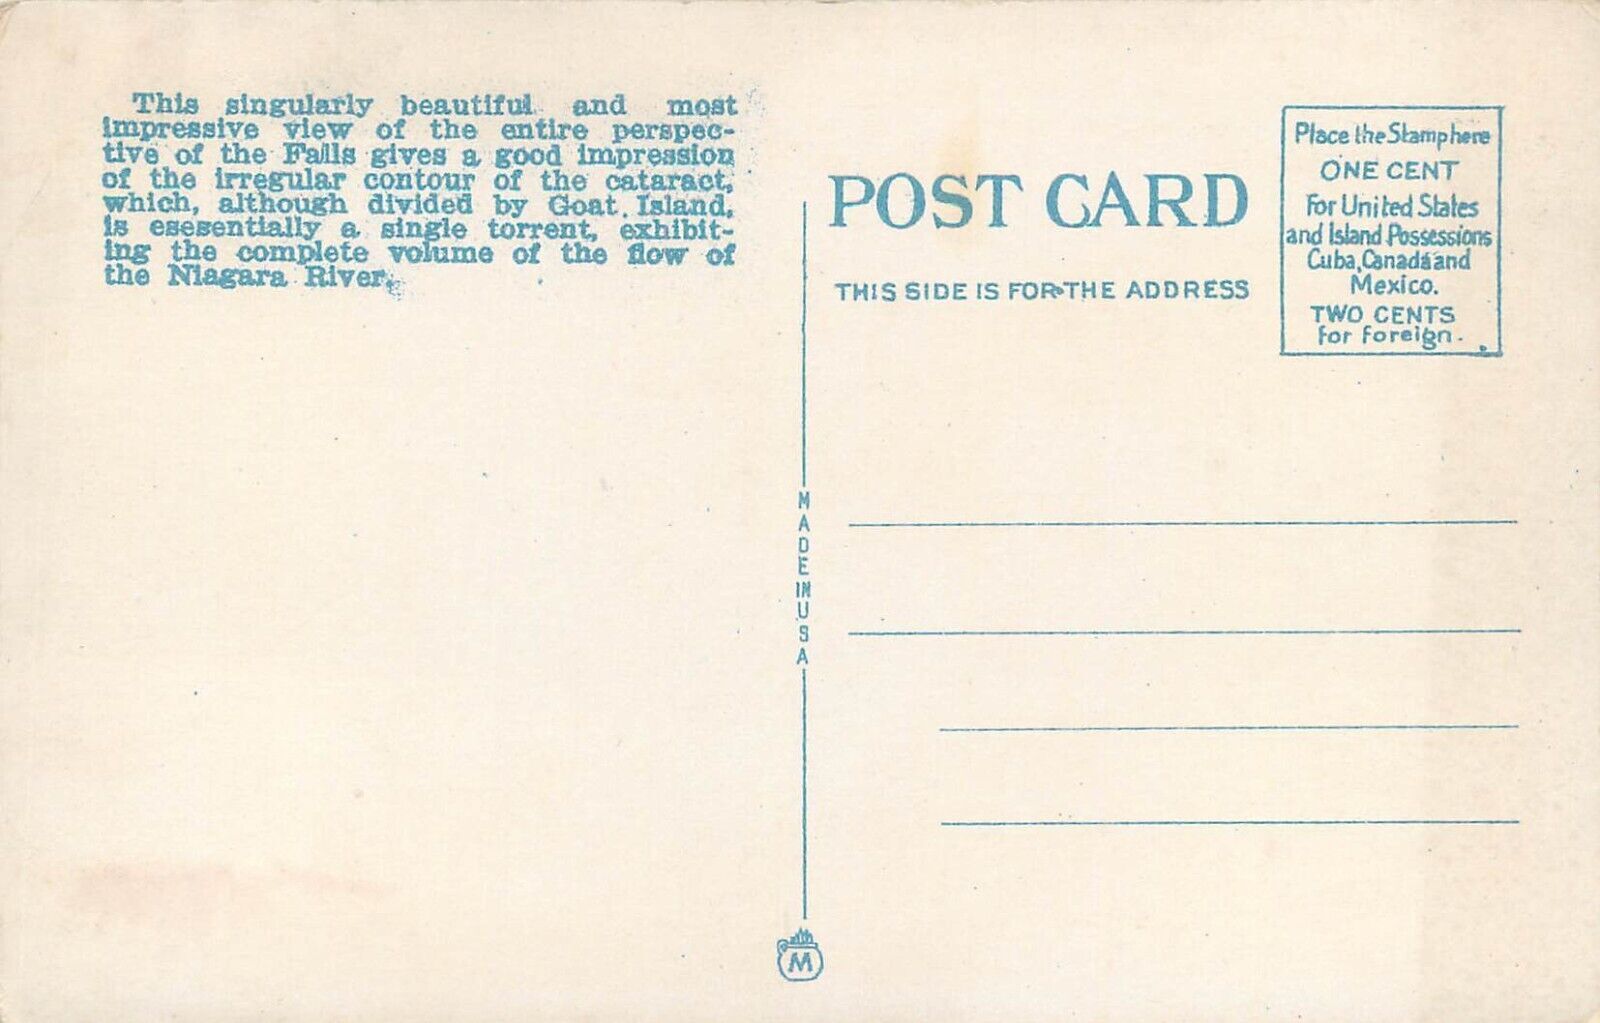 This singularly beautiful and most
impressive view of the entire perspec-
tive of the Falls gives a good impression
of the irregular contour of the cataract,
which, although divided by Goat Island,
is esesentially a single torrent, exhibit-
ing the complete volume of the flow of
the Niagara River.
POST CARD
THIS SIDE IS FOR THE ADDRESS
Place the Stamp here
ONE CENT
For United States
and Island Possessions
Cuba, Canada and
Mexico.
TWO CENTS
for foreign.
MADE IN USA
M